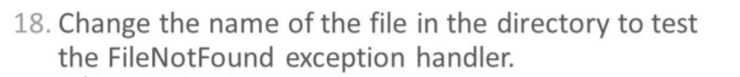 18. Change the name of the file in the directory to test
the FileNotFound exception handler.